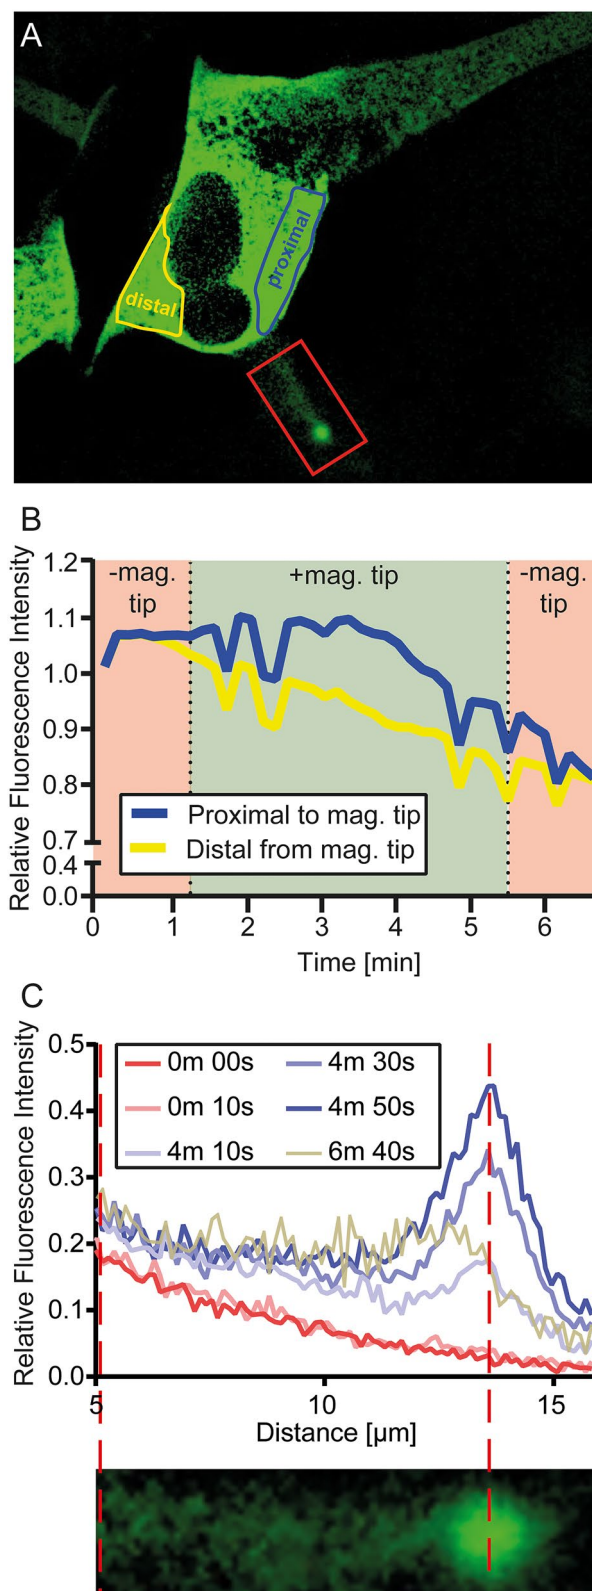 A
distal
proximal
B
Relative Fluorescence Intensity
1.2
1.1
1.0
0.9
0.8
0.7
0.4
0.0
-mag.
tip
+mag. tip
-mag.
tip
Proximal to mag. tip
Distal from mag. tip
0 1 2 3 4 5 6
Time [min]
C
Relative Fluorescence Intensity
0.5
0.4
0.3
0.2
0.1
0.0
0m 00s 4m 30s
0m 10s 4m 50s
4m 10s 6m 40s
5 10 15
Distance [µm]